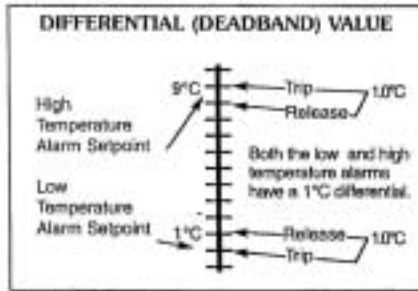 DIFFERENTIAL (DEADBAND) VALUE
9°C
Trip
1.0°C
Release
High
Temperature
Alarm Setpoint
Both the low and high
temperature alarms
have a 1°C differential.
Low
Temperature
Alarm Setpoint
1°C
Release
1.0°C
Trip